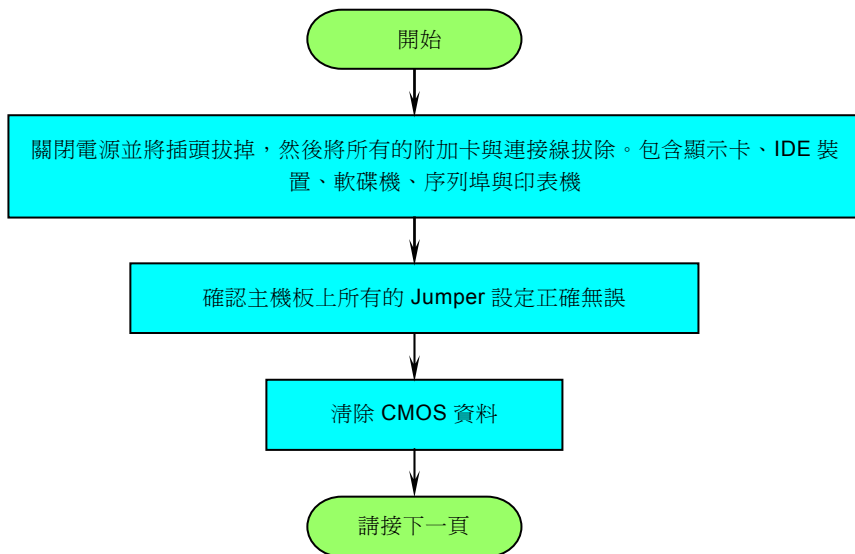 開始
關閉電源並將插頭拔掉，然後將所有的附加卡與連接線拔除。包含顯示卡、IDE 裝
置、軟碟機、序列埠與印表機
確認主機板上所有的 Jumper 設定正確無誤
清除 CMOS 資料
請接下一頁